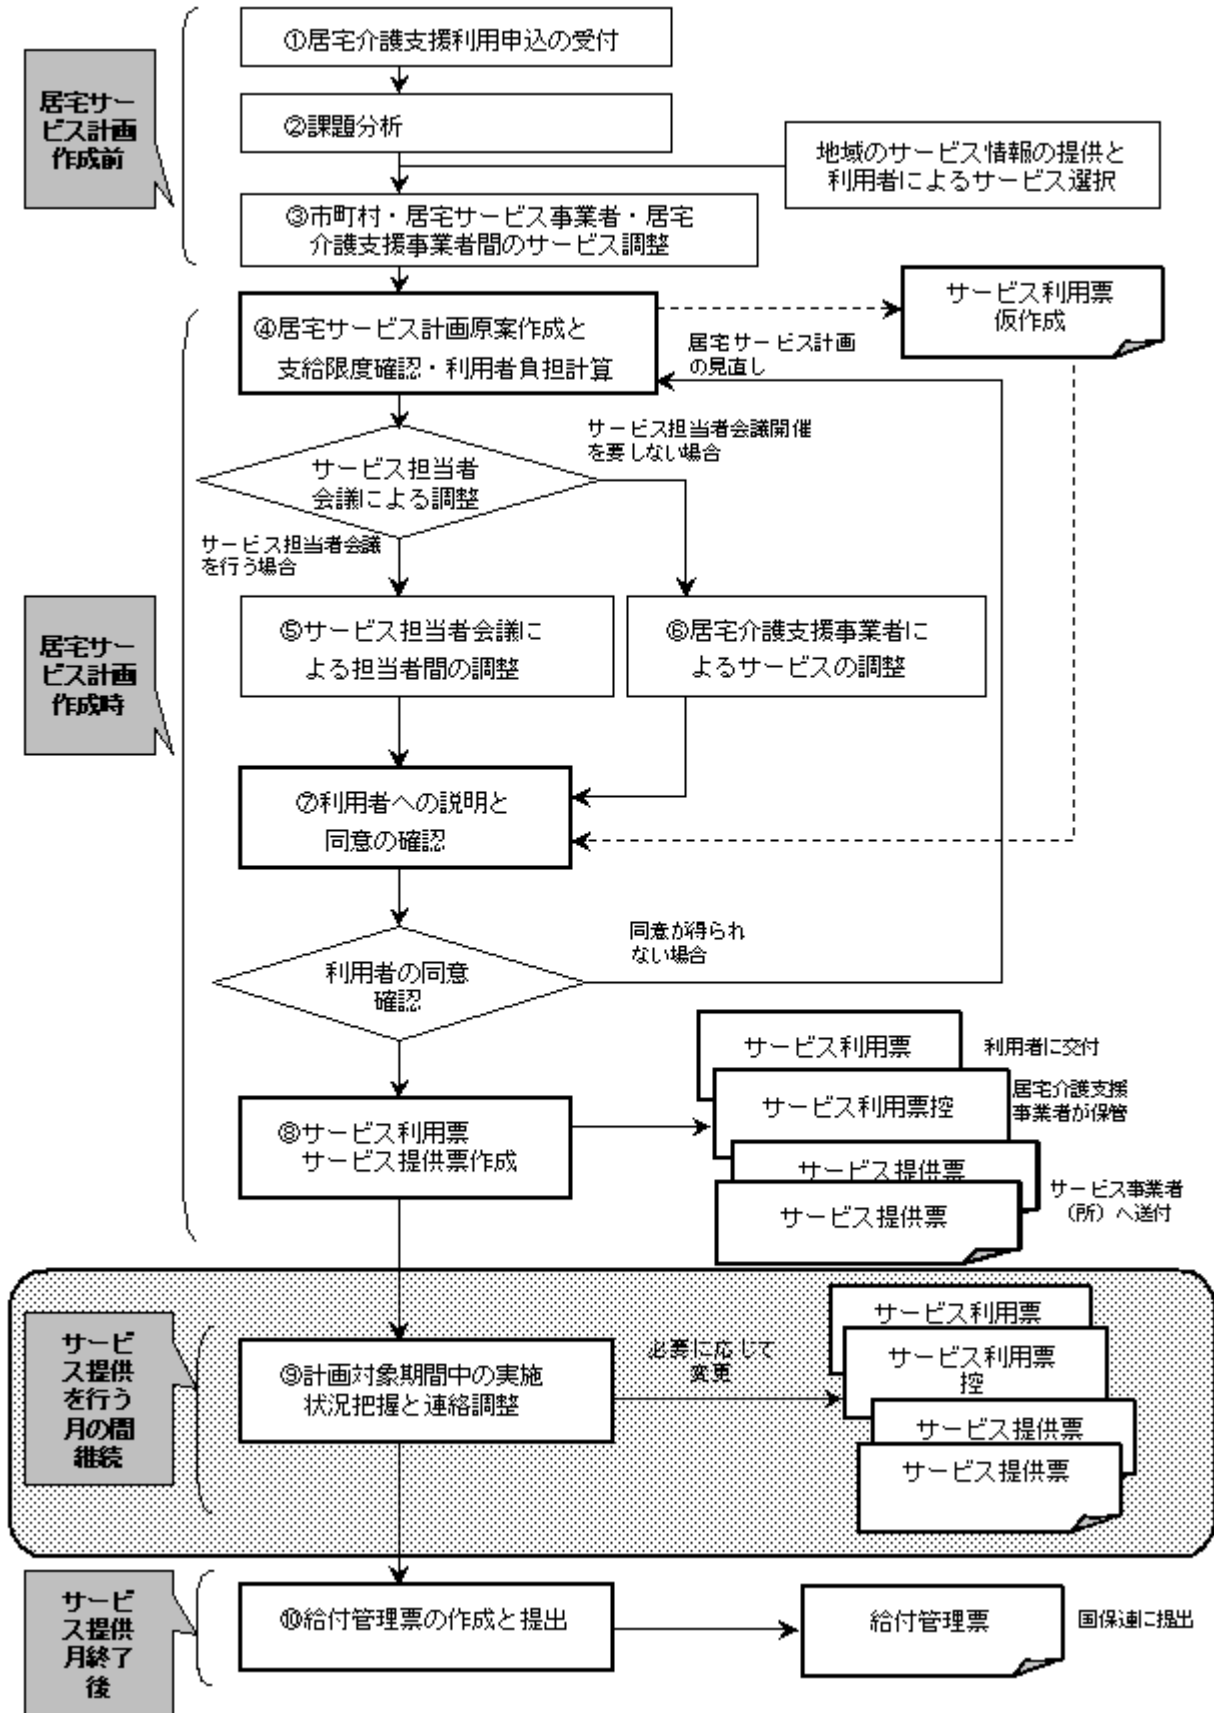 ①居宅介護支援利用申込の受付
居宅サー
ビス計画
作成前
②課題分析
地域のサービス情報の提供と
利用者によるサービス選択
③市町村・居宅サービス事業者・居宅
介護支援事業者間のサービス調整
サービス利用票
仮作成
④居宅サービス計画原案作成と
支給限度確認・利用者負担計算
居宅サービス計画
の見直し
サービス担当者会議開催
を要しない場合
サービス担当者
会議による調整
サービス担当者会議
を行う場合
居宅サー
ビス計画
作成時
⑤サービス担当者会議に
よる担当者間の調整
⑥居宅介護支援事業者に
よるサービスの調整
⑦利用者への説明と
同意の確認
同意が得られ
ない場合
利用者の同意
確認
サービス利用票
利用者に交付
サービス利用票控
居宅介護支援
事業者が保管
⑧サービス利用票
サービス提供票作成
サービス提供票
サービス提供票
サービス事業者
（所）へ送付
サービ
ス提供
を行う
月の間
継続
⑨計画対象期間中の実施
状況把握と連絡調整
必要に応じて
変更
サービス利用票
サービス利用票
控
サービス提供票
サービス提供票
サービ
ス提供
月終了
後
⑩給付管理票の作成と提出
給付管理票
国保連に提出